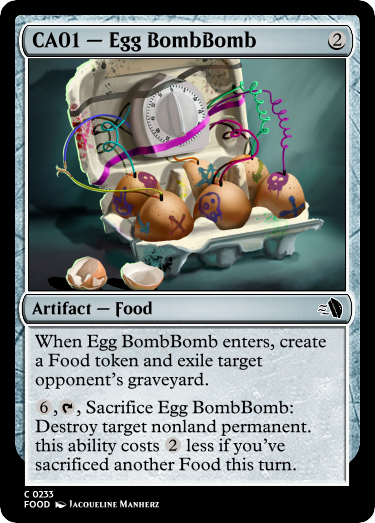 CA01 — Egg BombBomb 2
Artifact — Food
When Egg BombBomb enters, create
a Food token and exile target
opponent's graveyard.
6, , Sacrifice Egg BombBomb:
Destroy target nonland permanent.
this ability costs 2 less if you've
sacrificed another Food this turn.
C 0233
FOOD Jacqueline Manherz